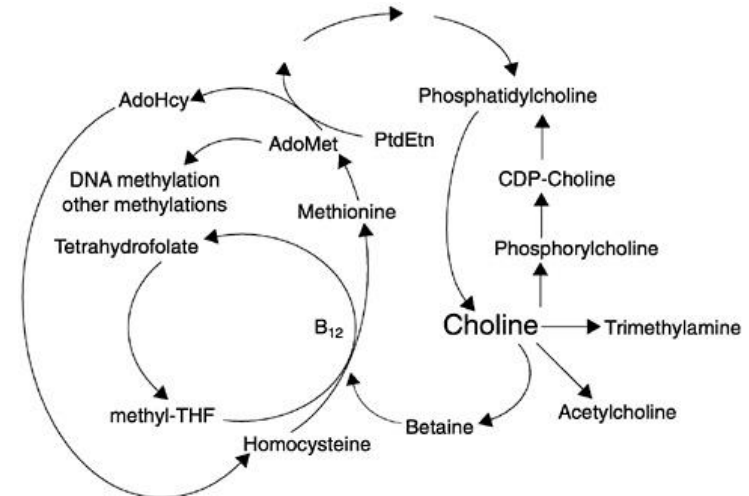 Phosphatidylcholine
AdoHcy
PtdEtn
AdoMet
DNA methylation
other methylations
CDP-Choline
Methionine
Tetrahydrofolate
Phosphorylcholine
B12
Choline
Trimethylamine
methyl-THF
Acetylcholine
Betaine
Homocysteine